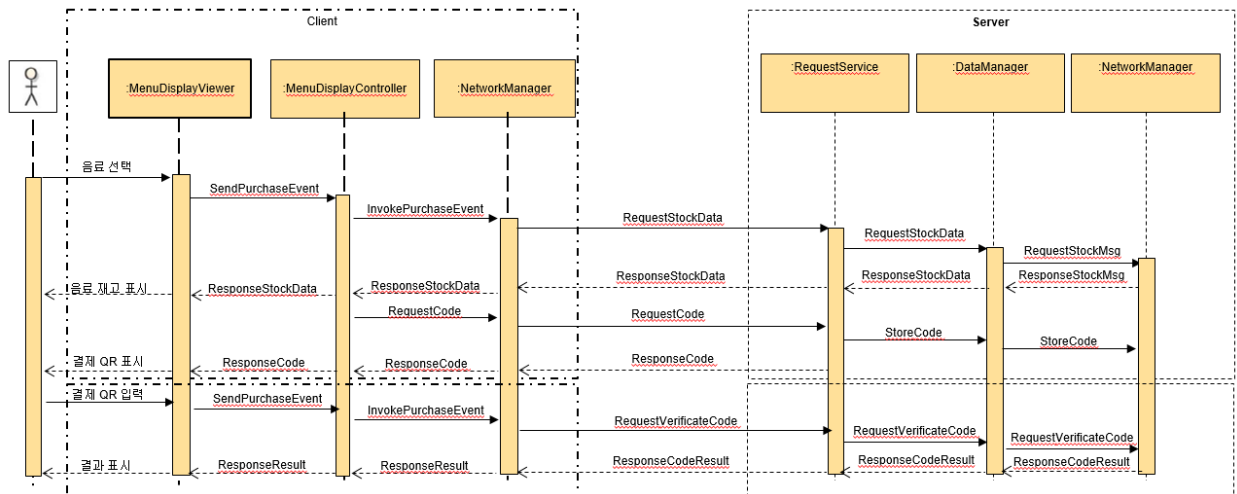 Client
Server
:MenuDisplayViewer
:MenuDisplayController
:NetworkManager
:RequestService
:DataManager
:NetworkManager
음료 선택
SendPurchaseEvent
InvokePurchaseEvent
RequestStockData
RequestStockData
RequestStockMsg
ResponseStockMsg
ResponseStockData
ResponseStockData
ResponseStockData
ResponseStockData
음료 재고 표시
RequestCode
RequestCode
StoreCode
StoreCode
ResponseCode
ResponseCode
ResponseCode
결제 QR 표시
결제 QR 입력
SendPurchaseEvent
InvokePurchaseEvent
RequestVerificateCode
RequestVerificateCode
RequestVerificateCode
ResponseCodeResult
ResponseCodeResult
ResponseCodeResult
ResponseResult
ResponseResult
결과 표시